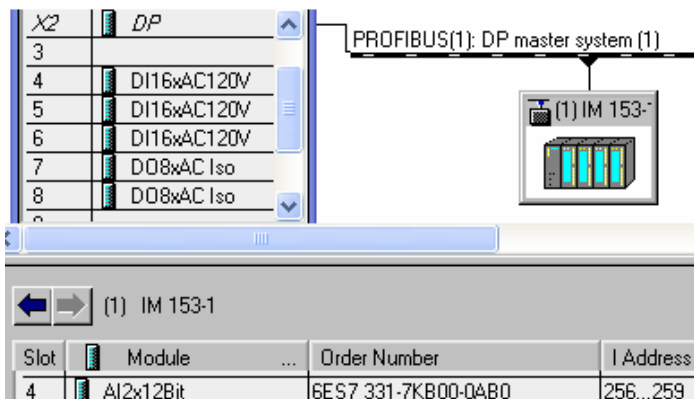 X2 DP
3
4 DI16xAC120V
5 DI16xAC120V
6 DI16xAC120V
7 DO8xAC Iso
8 DO8xAC Iso
PROFIBUS(1): DP master system (1)
(1) IM 153-
(1) IM 153-1
Slot Module ... Order Number I Address
4 AI2x12Bit 6ES7 331-7KB00-0AB0 256...259